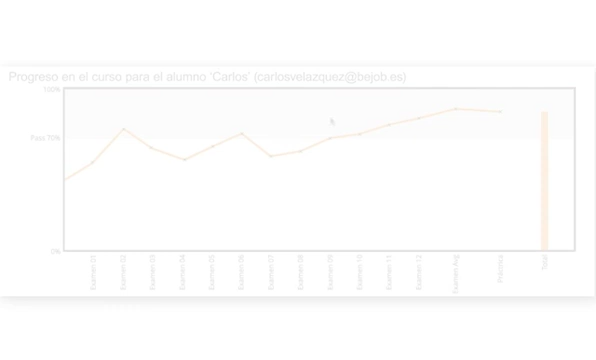 Progreso en el curso para el alumno 'Carlos' (carlosvelazquez@bejob.es)
100%
Pass 70%
0%
Examen 01
Examen 02
Examen 03
Examen 04
Examen 05
Examen 06
Examen 07
Examen 08
Examen 09
Examen 10
Examen 11
Examen 12
Examen Avg
Práctica
Total